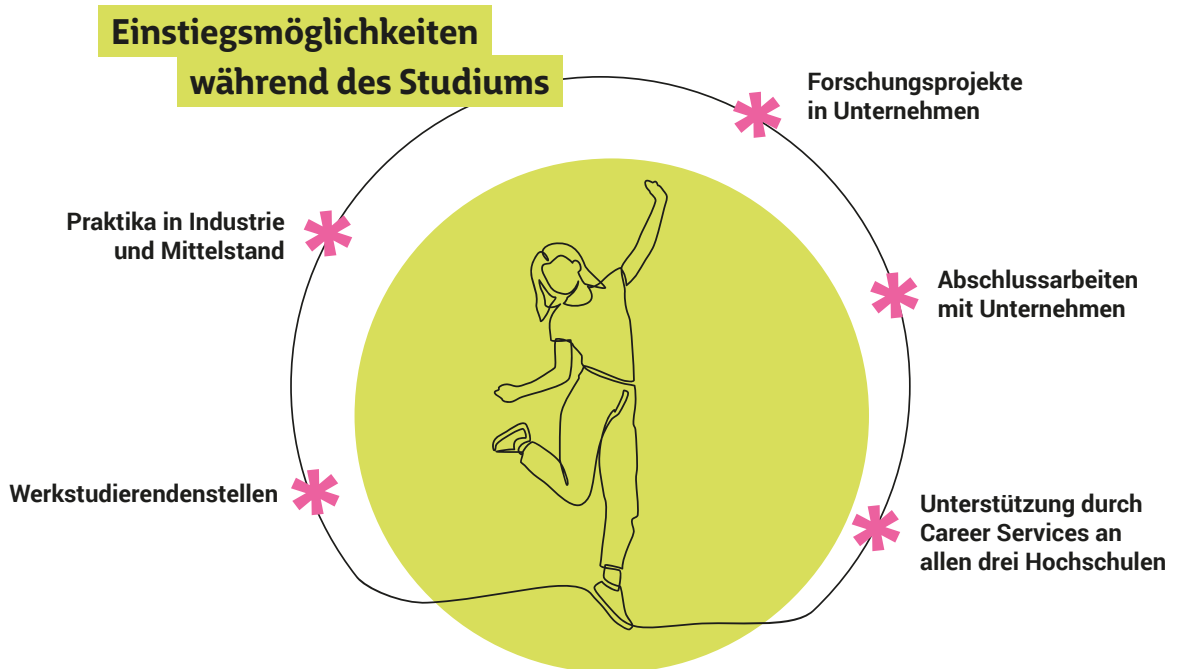 Einstiegsmöglichkeiten
während des Studiums
Forschungsprojekte
in Unternehmen
Praktika in Industrie
und Mittelstand
Abschlussarbeiten
mit Unternehmen
Werkstudierendenstellen
Unterstützung durch
Career Services an
allen drei Hochschulen